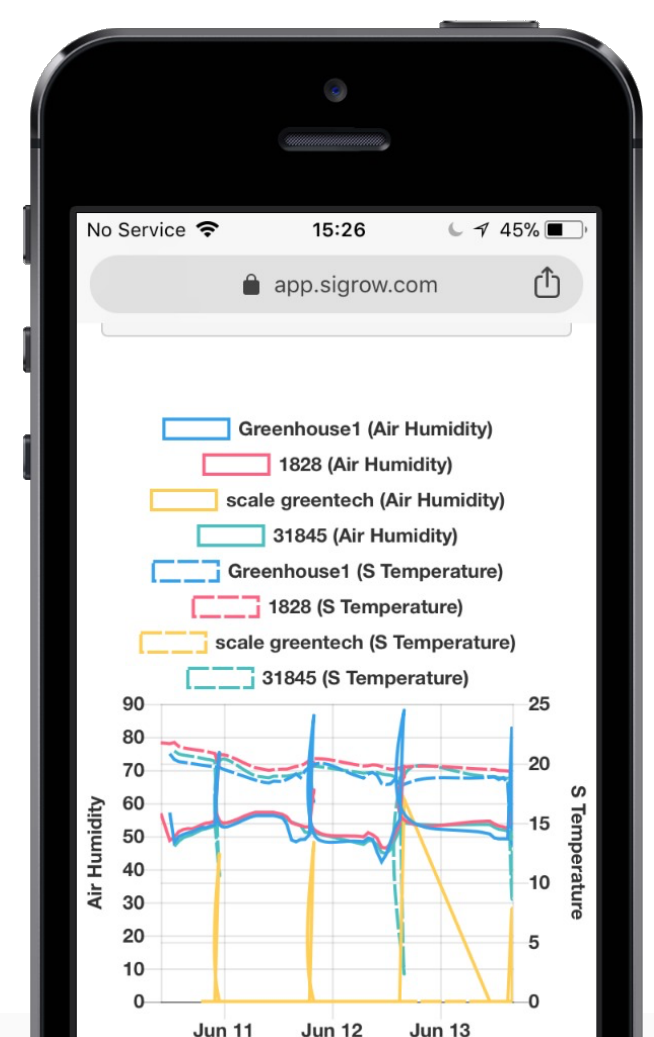 No Service 15:26 45%
app.sigrow.com
Greenhouse1 (Air Humidity)
1828 (Air Humidity)
scale greentech (Air Humidity)
31845 (Air Humidity)
Greenhouse1 (S Temperature)
1828 (S Temperature)
scale greentech (S Temperature)
31845 (S Temperature)
90 25
80
70 20
60
50 15
40
30 10
20
10 5
0 0
Air Humidity
S Temperature
Jun 11 Jun 12 Jun 13